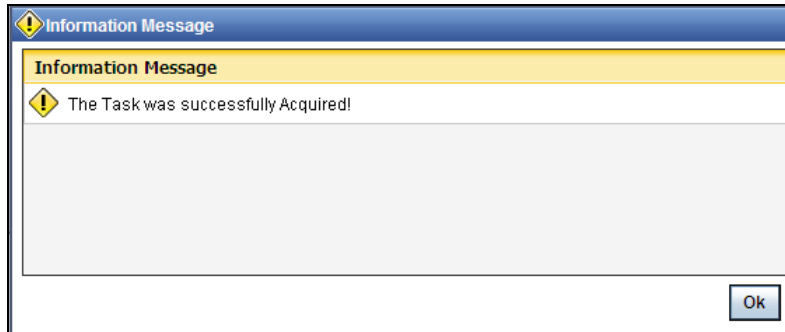 Information Message
Information Message
The Task was successfully Acquired!
Ok